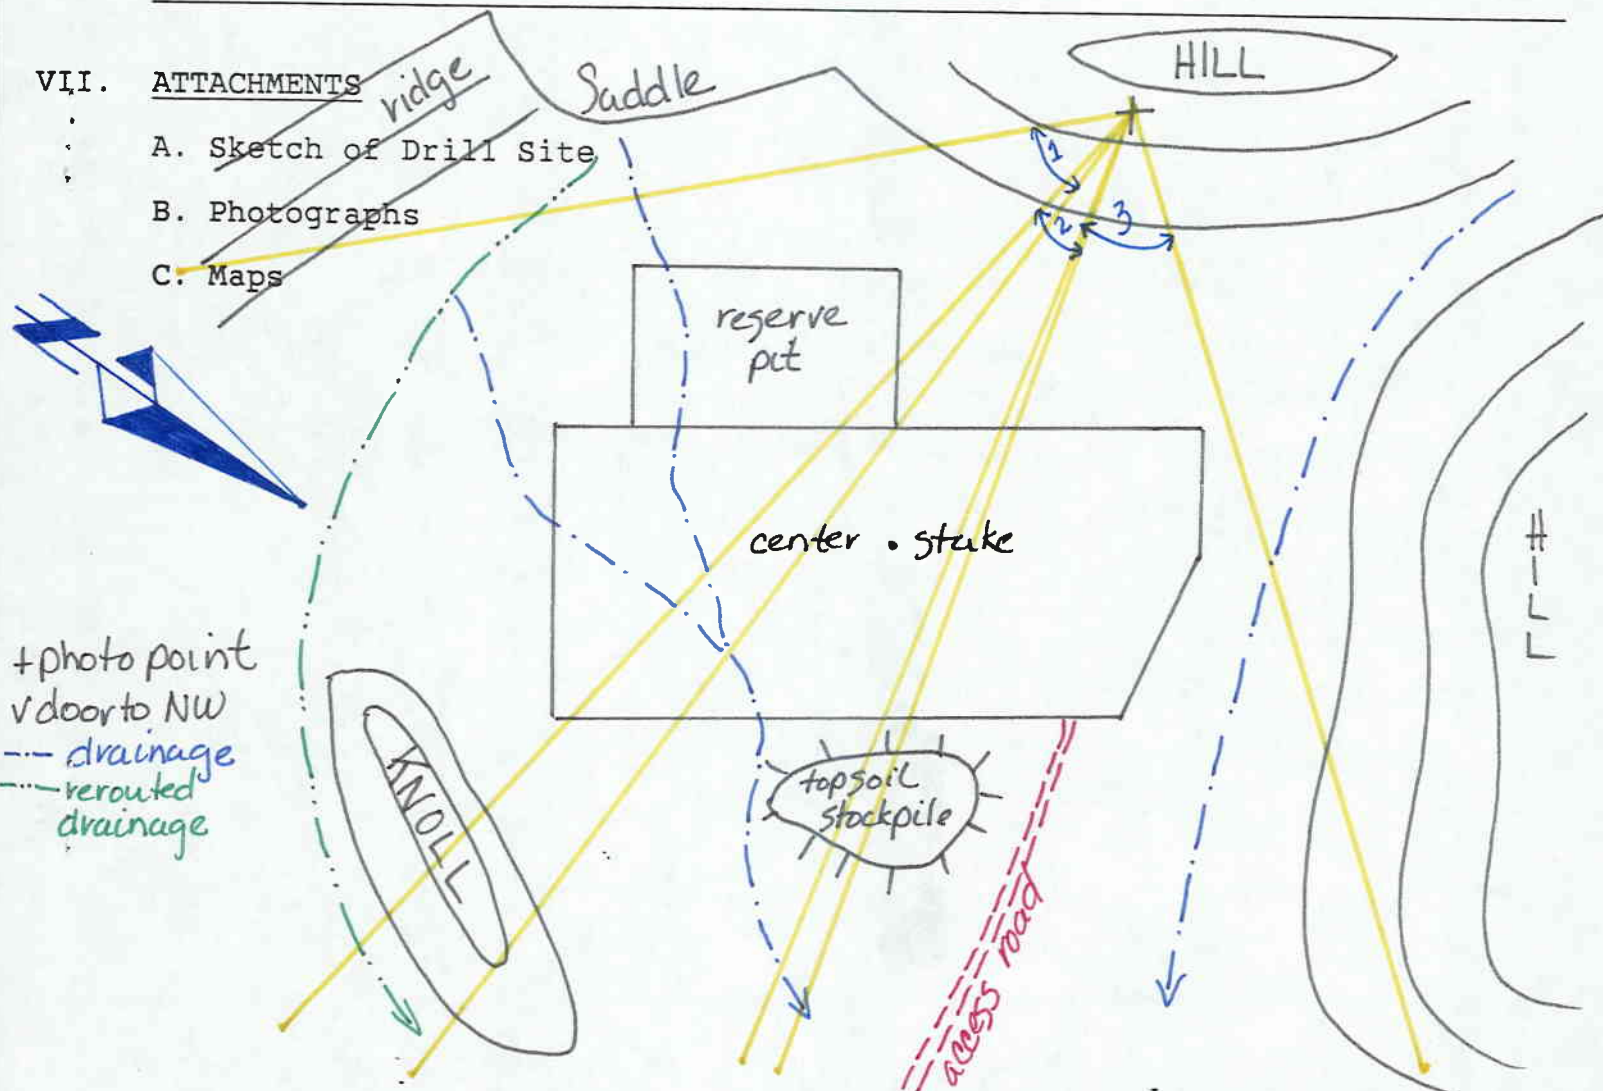 VII. ATTACHMENTS
A. Sketch of Drill Site
B. Photographs
C. Maps
ridge
Saddle
HILL
1
2
3
reserve
pit
center . stake
HILL
+ photo point
v door to NW
drainage
rerouted
drainage
KNOLL
topsoil
stockpile
access road